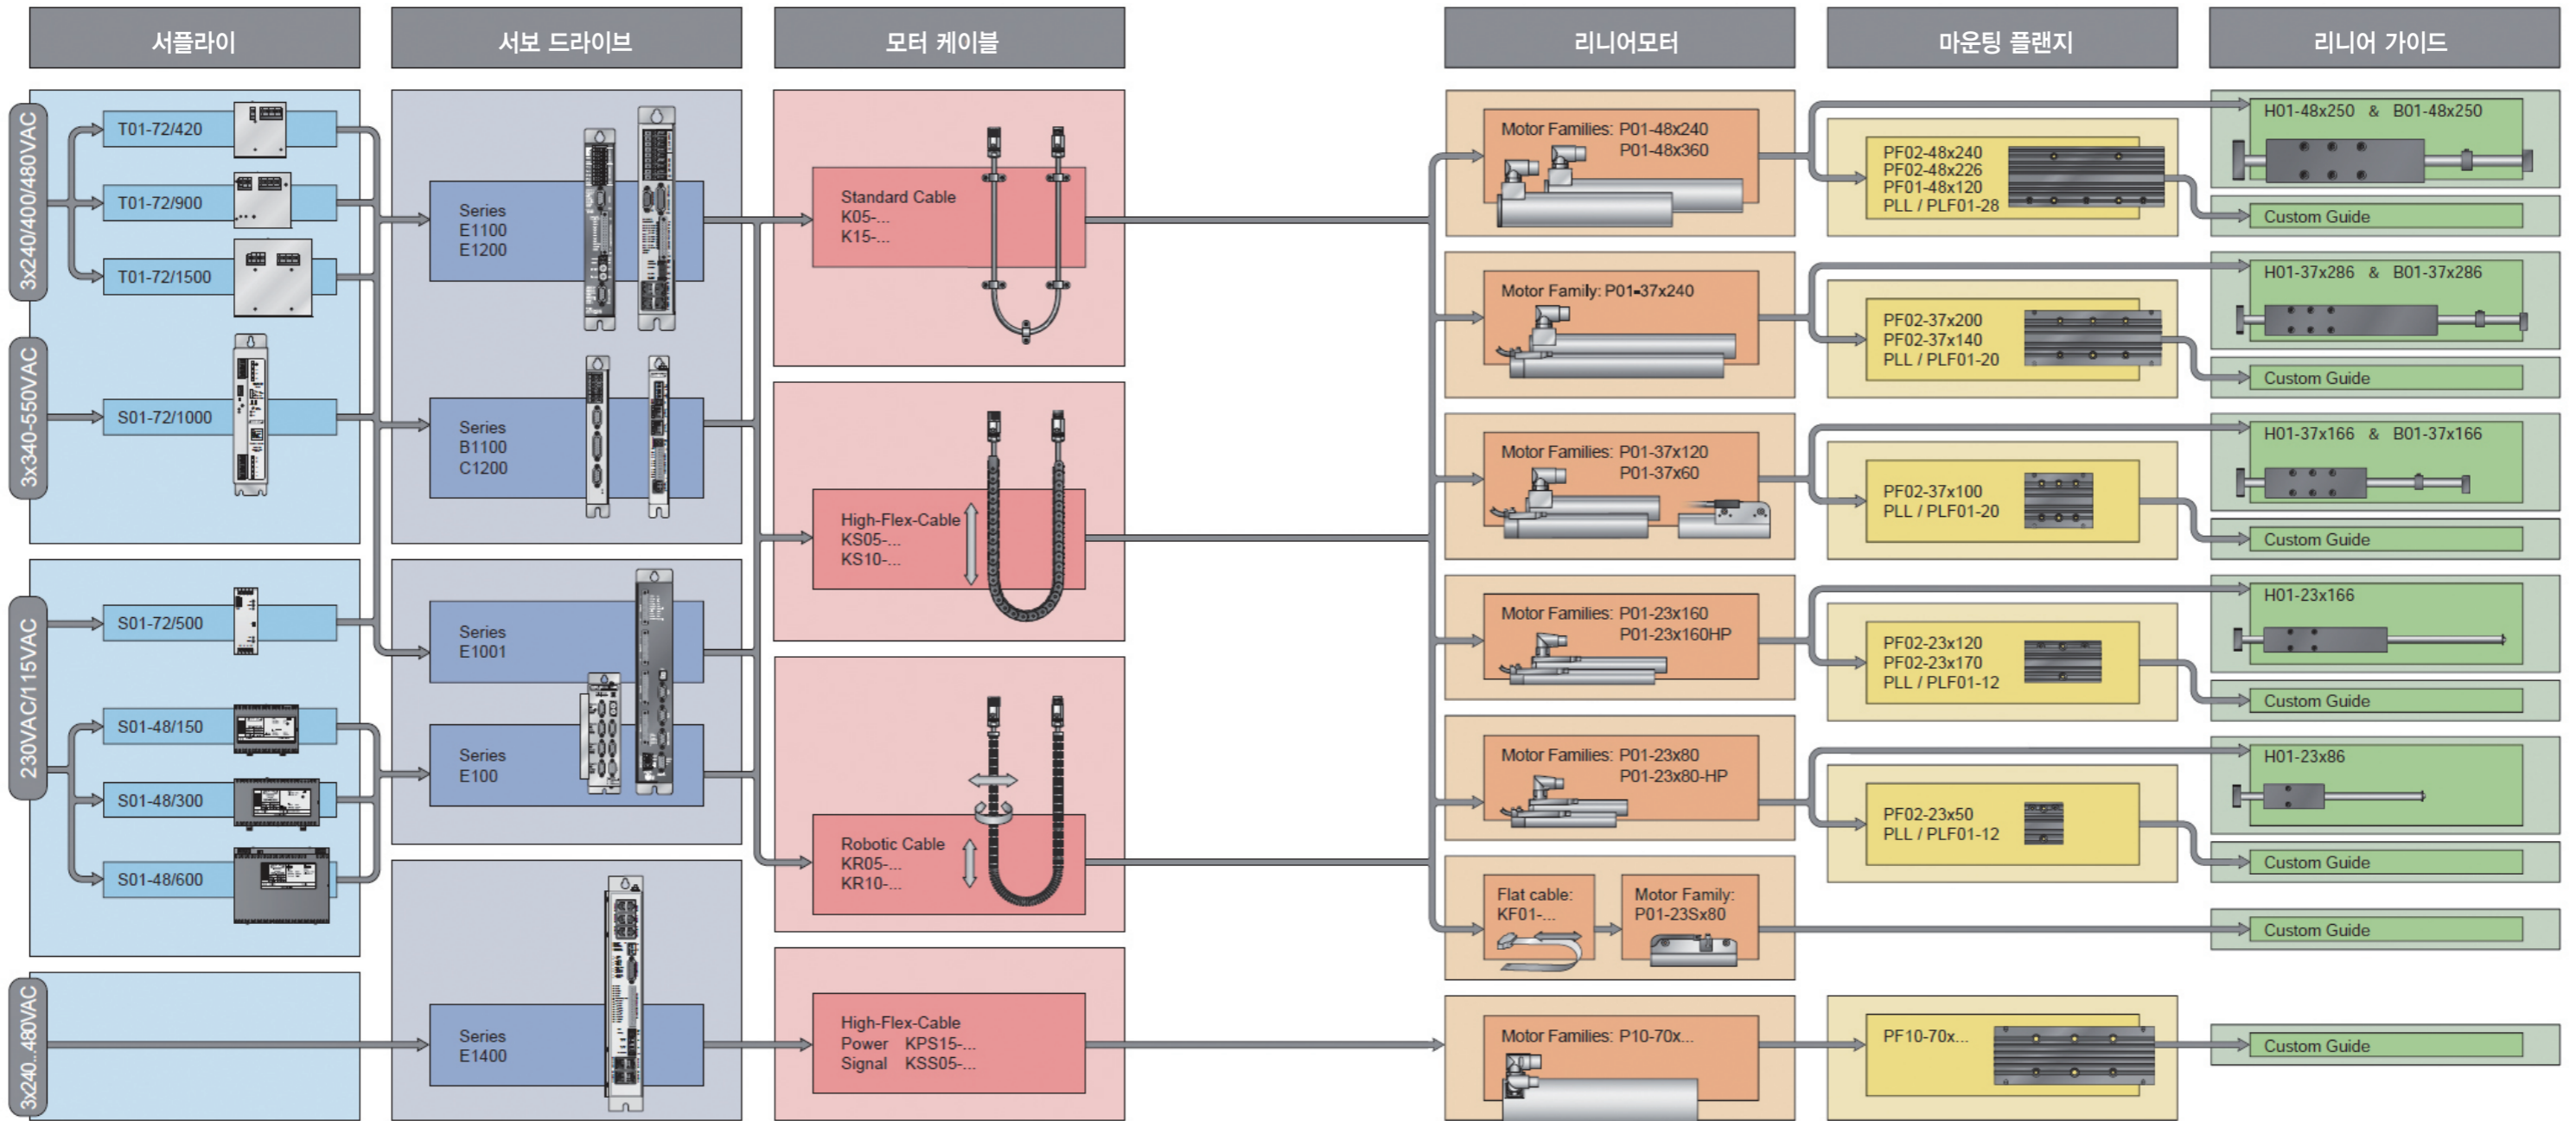 서플라이
서보 드라이브
모터 케이블
리니어모터
마운팅 플랜지
리니어 가이드
3x240/400/480VAC
T01-72/420
T01-72/900
T01-72/1500
3x340-550VAC
S01-72/1000
230VAC/115VAC
S01-72/500
S01-48/150
S01-48/300
S01-48/600
3x240...480VAC
Series
E1100
E1200
Series
B1100
C1200
Series
E1001
Series
E100
Series
E1400
Standard Cable
K05-...
K15-...
High-Flex-Cable
KS05-...
KS10-...
Robotic Cable
KR05-...
KR10-...
High-Flex-Cable
Power KPS15-...
Signal KSS05-...
Motor Families: P01-48x240
P01-48x360
PF02-48x240
PF02-48x226
PF01-48x120
PLL / PLF01-28
H01-48x250 & B01-48x250
Custom Guide
Motor Family: P01-37x240
PF02-37x200
PF02-37x140
PLL / PLF01-20
H01-37x286 & B01-37x286
Custom Guide
Motor Families: P01-37x120
P01-37x60
PF02-37x100
PLL / PLF01-20
H01-37x166 & B01-37x166
Custom Guide
Motor Families: P01-23x160
P01-23x160HP
PF02-23x120
PF02-23x170
PLL / PLF01-12
H01-23x166
Custom Guide
Motor Families: P01-23x80
P01-23x80-HP
PF02-23x50
PLL / PLF01-12
H01-23x86
Custom Guide
Flat cable:
KF01-...
Motor Family:
P01-23Sx80
Custom Guide
Motor Families: P10-70x...
PF10-70x...
Custom Guide